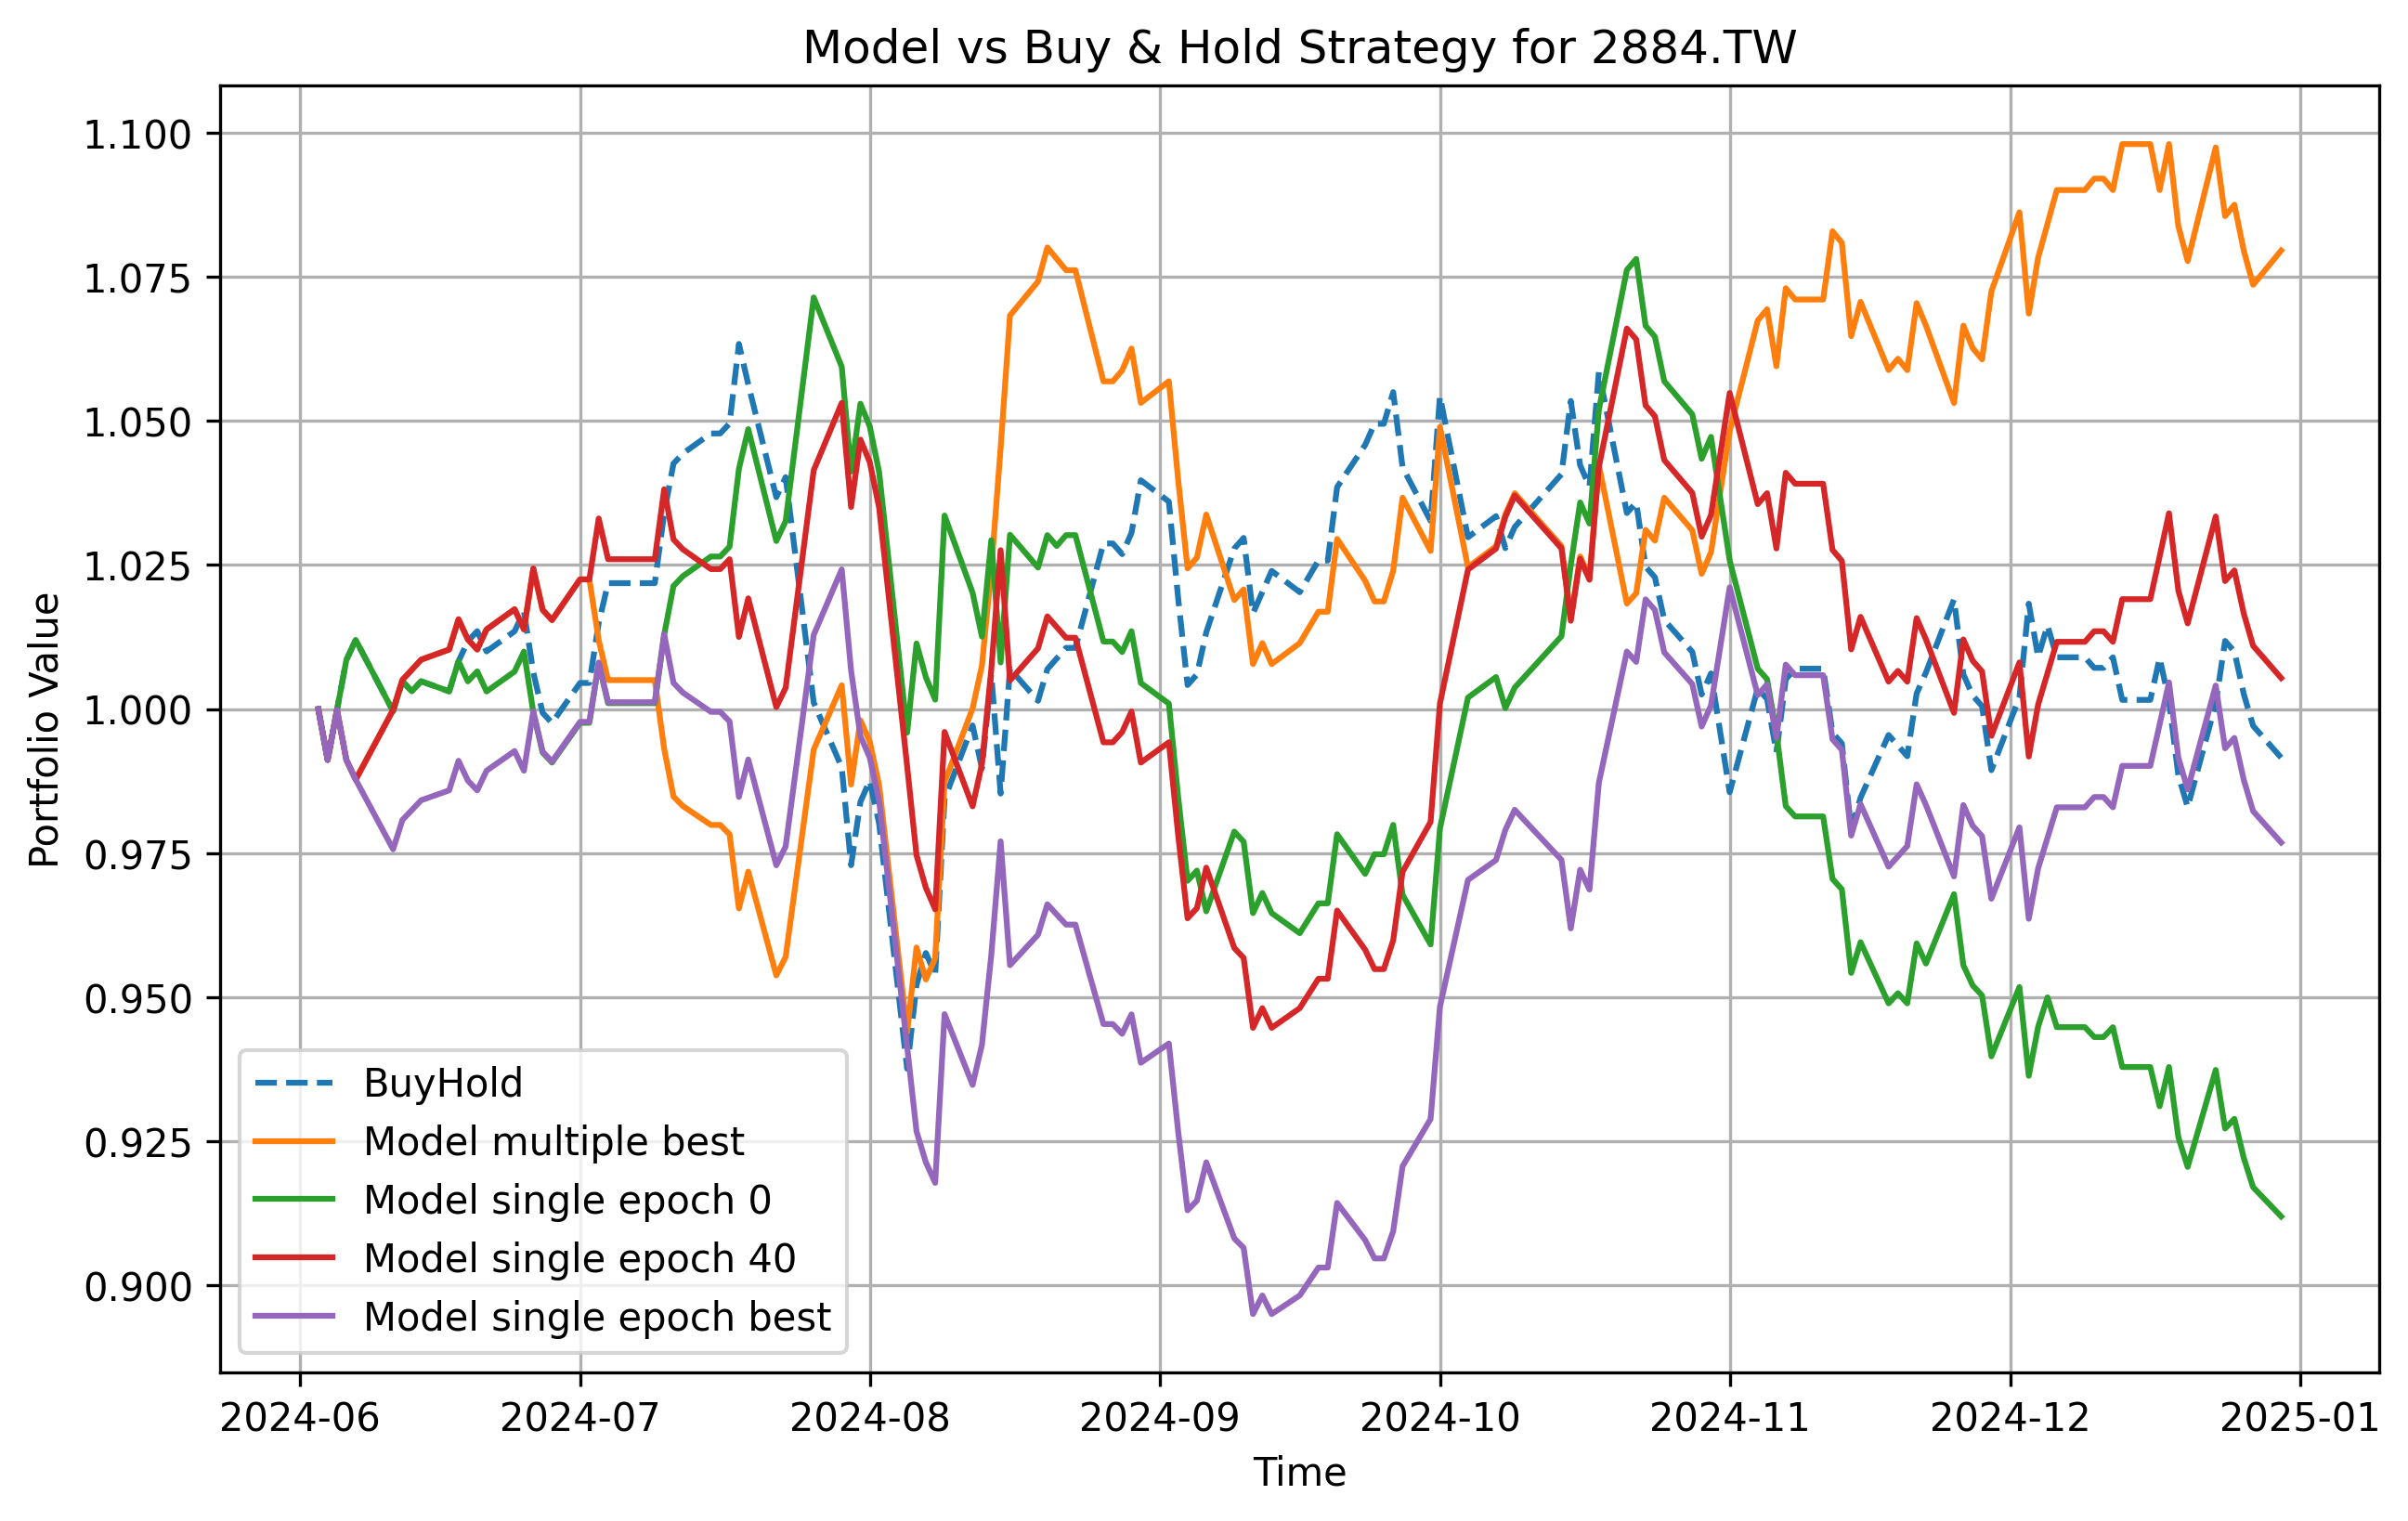 Model vs Buy & Hold Strategy for 2884.TW
1.100
1.075
1.050
1.025
1.000
0.975
0.950
0.925
0.900
Portfolio Value
BuyHold
Model multiple best
Model single epoch 0
Model single epoch 40
Model single epoch best
2024-06 2024-07 2024-08 2024-09 2024-10 2024-11 2024-12 2025-01
Time